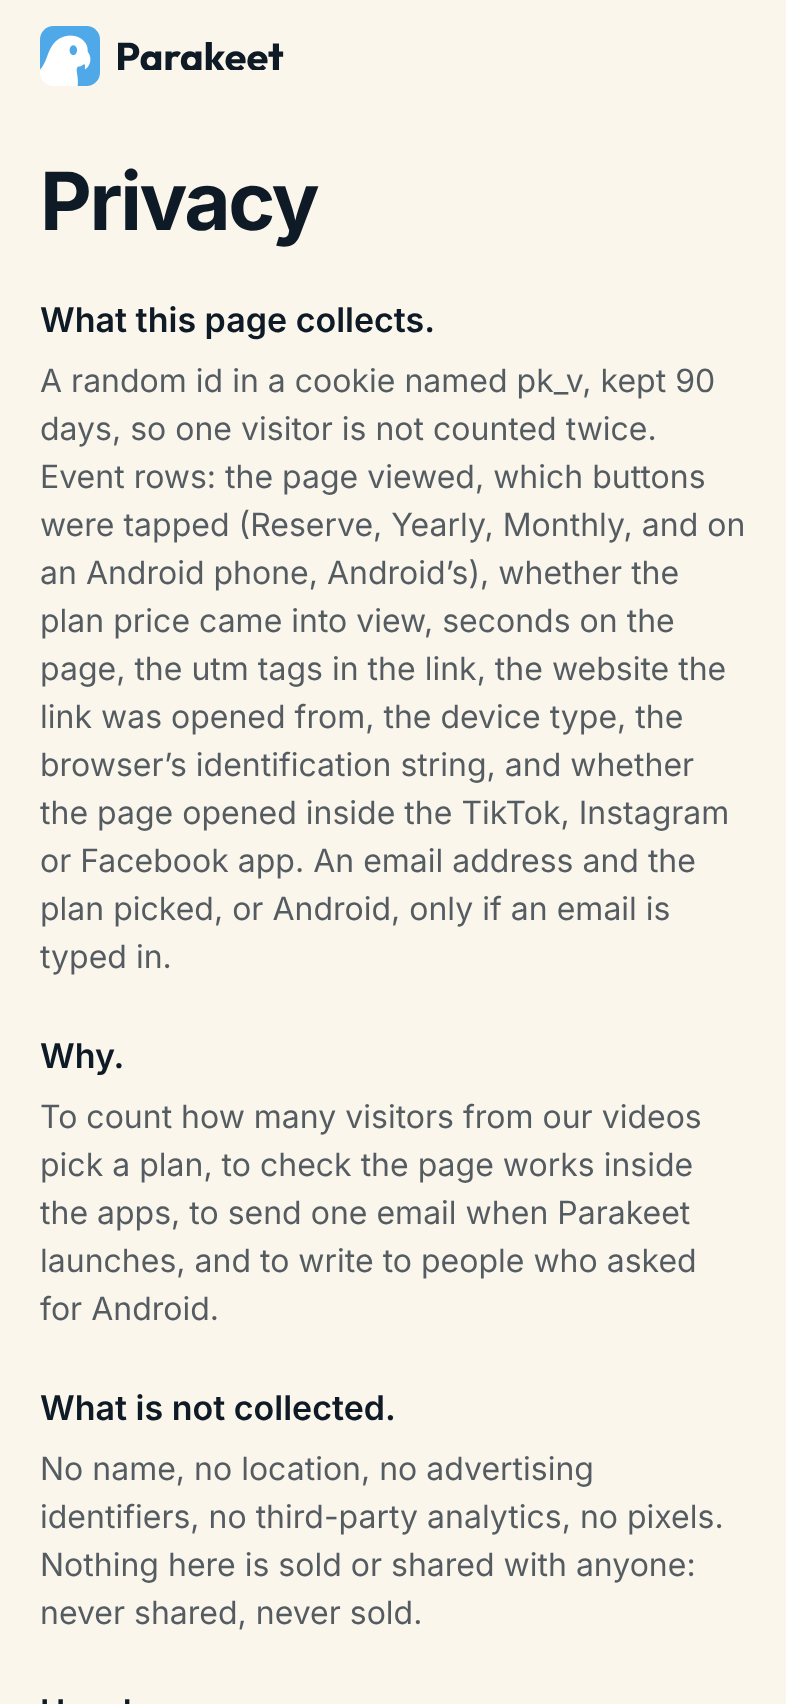 Parakeet
Privacy
What this page collects.
A random id in a cookie named pk_v, kept 90
days, so one visitor is not counted twice.
Event rows: the page viewed, which buttons
were tapped (Reserve, Yearly, Monthly, and on
an Android phone, Android’s), whether the
plan price came into view, seconds on the
page, the utm tags in the link, the website the
link was opened from, the device type, the
browser’s identification string, and whether
the page opened inside the TikTok, Instagram
or Facebook app. An email address and the
plan picked, or Android, only if an email is
typed in.
Why.
To count how many visitors from our videos
pick a plan, to check the page works inside
the apps, to send one email when Parakeet
launches, and to write to people who asked
for Android.
What is not collected.
No name, no location, no advertising
identifiers, no third-party analytics, no pixels.
Nothing here is sold or shared with anyone:
never shared, never sold.